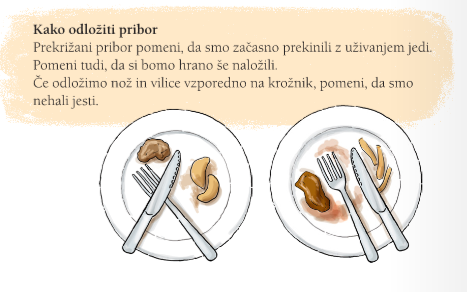 Kako odložiti pribor
Prekrižani pribor pomeni, da smo začasno prekinili z uživanjem jedi.
Pomeni tudi, da si bomo hrano še naložili.
Če odložimo nož in vilice vzporedno na krožnik, pomeni, da smo
nehali jesti.